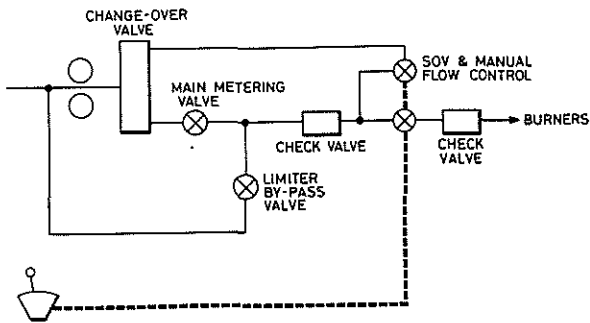 CHANGE-OVER
VALVE
SOV & MANUAL
FLOW CONTROL
MAIN METERING
VALVE
CHECK VALVE
BURNERS
CHECK
VALVE
LIMITER
BY-PASS
VALVE